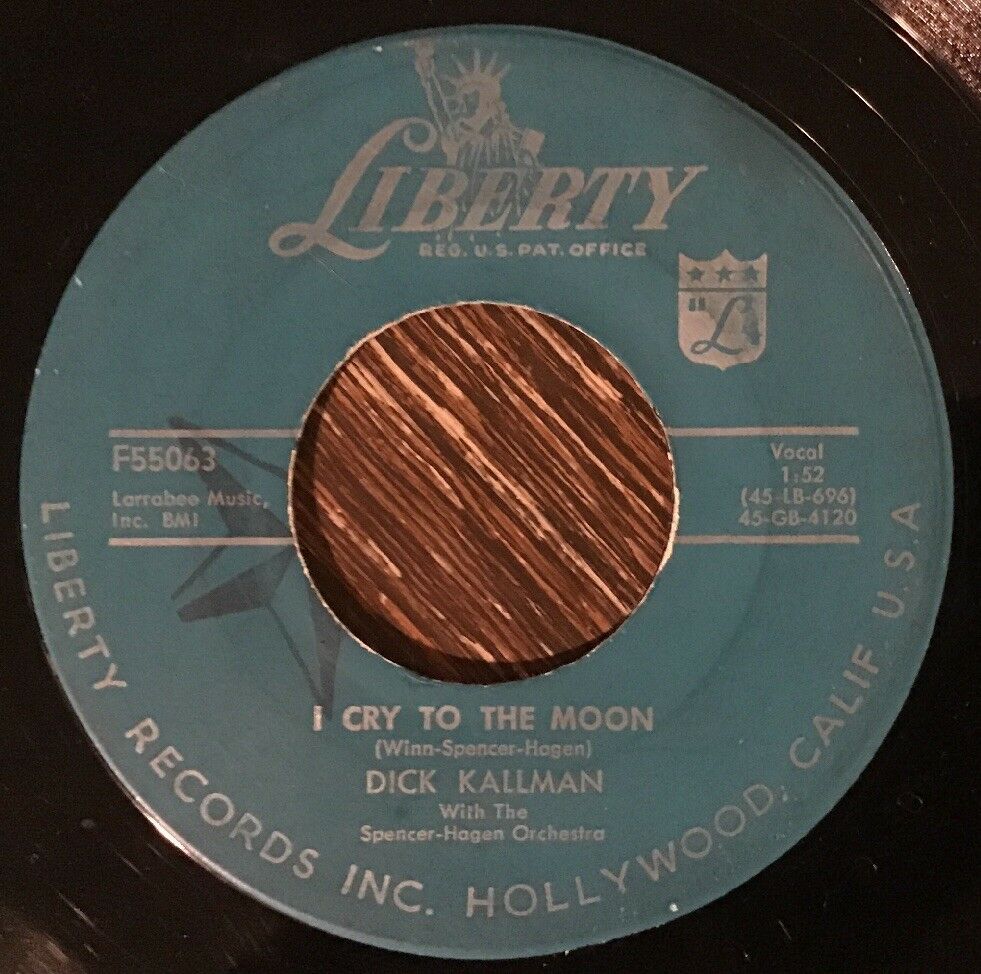 LIBERTY
REG. U.S. PAT. OFFICE
"L"
F55063
Larrabee Music,
Inc. BMI
Vocal
1:52
(45-LB-696)
45-GB-4120
I CRY TO THE MOON
(Winn-Spencer-Hagen)
DICK KALLMAN
With The
Spencer-Hagen Orchestra
LIBERTY RECORDS INC. HOLLYWOOD, CALIF U.S.A